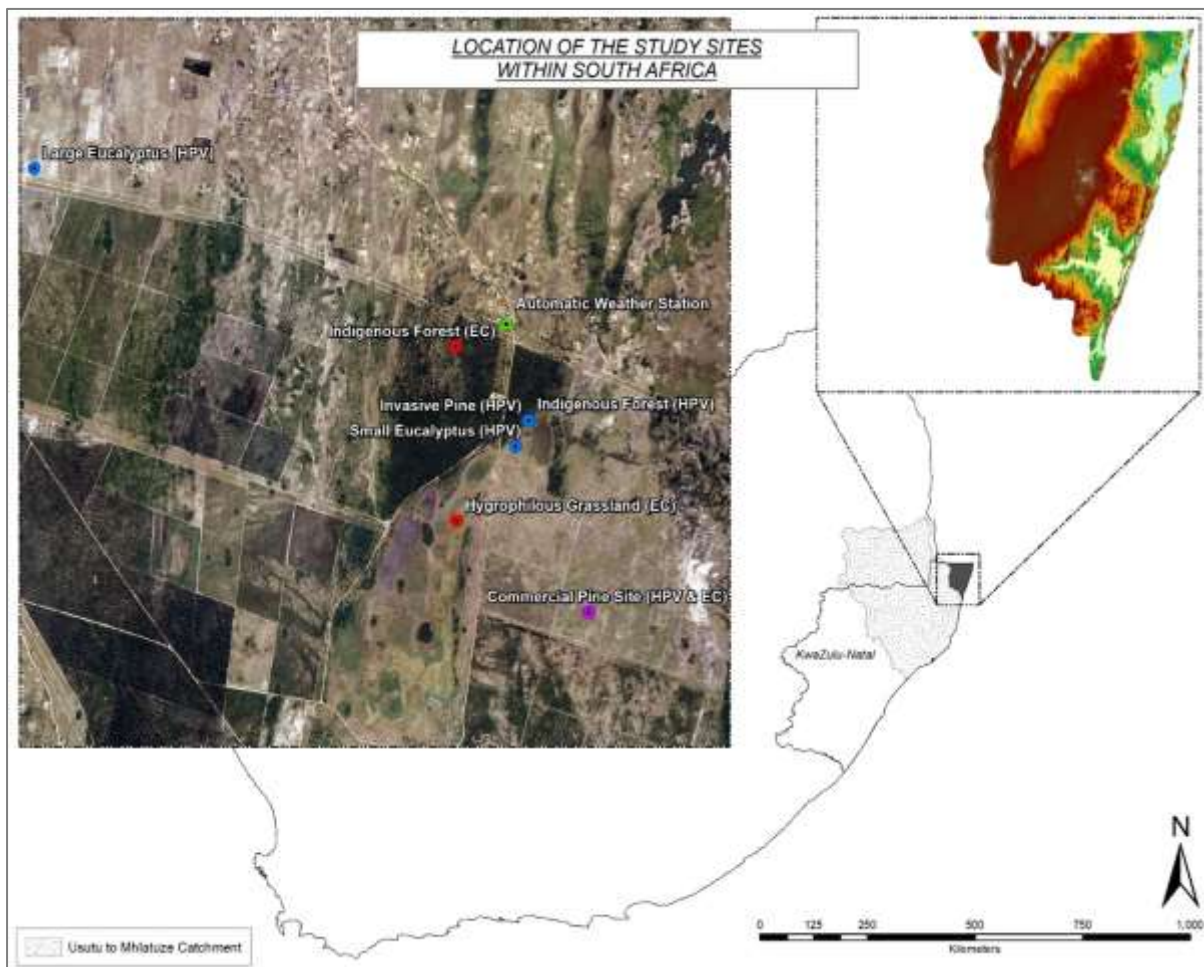 LOCATION OF THE STUDY SITES
WITHIN SOUTH AFRICA
Large Eucalyptus (HPV)
Automatic Weather Station
Indigenous Forest (EC)
Invasive Pine (HPV)
Indigenous Forest (HPV)
Small Eucalyptus (HPV)
Hygrophilous Grassland (EC)
Commercial Pine Site (HPV & EC)
KwaZulu-Natal
N
0 125 250 500 750 1,000
Kilometers
Usutu to Mhlatuze Catchment